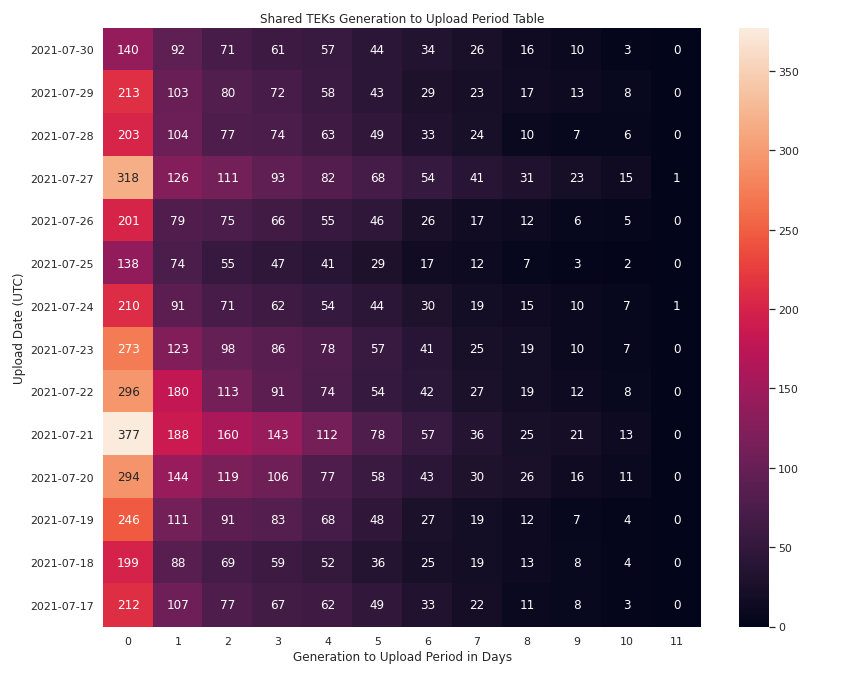 Shared TEKs Generation to Upload Period Table
Upload Date (UTC)
2021-07-30 140 92 71 61 57 44 34 26 16 10 3 0
2021-07-29 213 103 80 72 58 43 29 23 17 13 8 0
2021-07-28 203 104 77 74 63 49 33 24 10 7 6 0
2021-07-27 318 126 111 93 82 68 54 41 31 23 15 1
2021-07-26 201 79 75 66 55 46 26 17 12 6 5 0
2021-07-25 138 74 55 47 41 29 17 12 7 3 2 0
2021-07-24 210 91 71 62 54 44 30 19 15 10 7 1
2021-07-23 273 123 98 86 78 57 41 25 19 10 7 0
2021-07-22 296 180 113 91 74 54 42 27 19 12 8 0
2021-07-21 377 188 160 143 112 78 57 36 25 21 13 0
2021-07-20 294 144 119 106 77 58 43 30 26 16 11 0
2021-07-19 246 111 91 83 68 48 27 19 12 7 4 0
2021-07-18 199 88 69 59 52 36 25 19 13 8 4 0
2021-07-17 212 107 77 67 62 49 33 22 11 8 3 0
0 1 2 3 4 5 6 7 8 9 10 11
Generation to Upload Period in Days
350
300
250
200
150
100
50
0